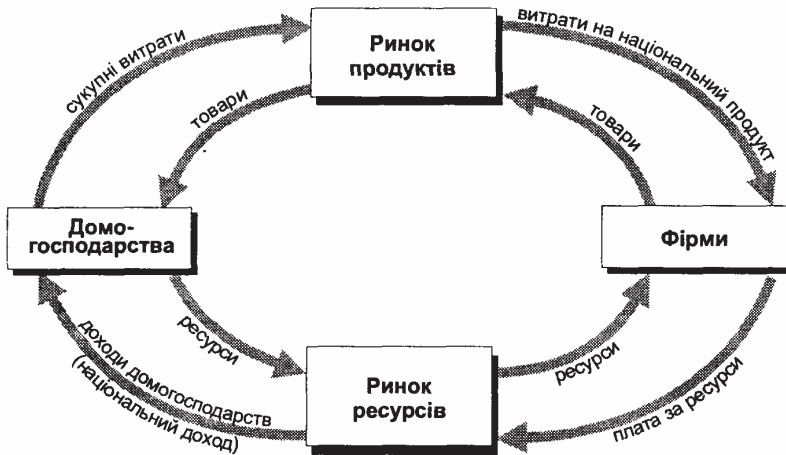 Ринок
продуктів
сукупні витрати
витрати на національний продукт
товари
товари
Домо-
господарства
Фірми
ресурси
ресурси
доходи домогосподарств
(національний доход)
Ринок
ресурсів
плата за ресурси